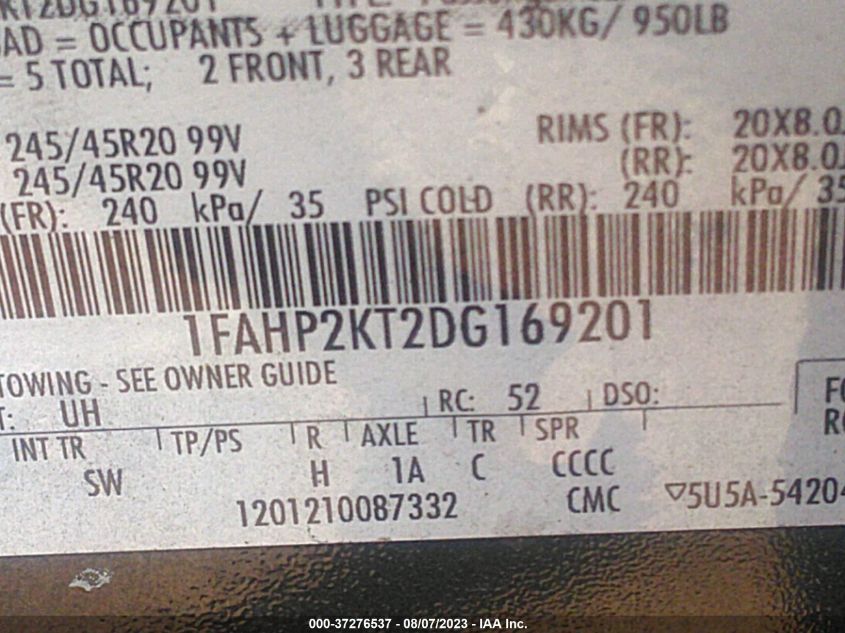 KT2DG169201
AD = OCCUPANTS + LUGGAGE = 430KG/ 950LB
= 5 TOTAL; 2 FRONT, 3 REAR
245/45R20 99V RIMS (FR): 20X8.0
245/45R20 99V (RR): 20X8.0
(FR): 240 kPa/ 35 PSI COLD (RR): 240 kPa/ 35
1FAHP2KT2DG169201
TOWING - SEE OWNER GUIDE
T: UH RC: 52 DSO:
INT TR TP/PS R AXLE TR SPR
SW H 1A C CCCC
1201210087332 CMC ▽5U5A-54204
000-37276537 - 08/07/2023 - IAA Inc.